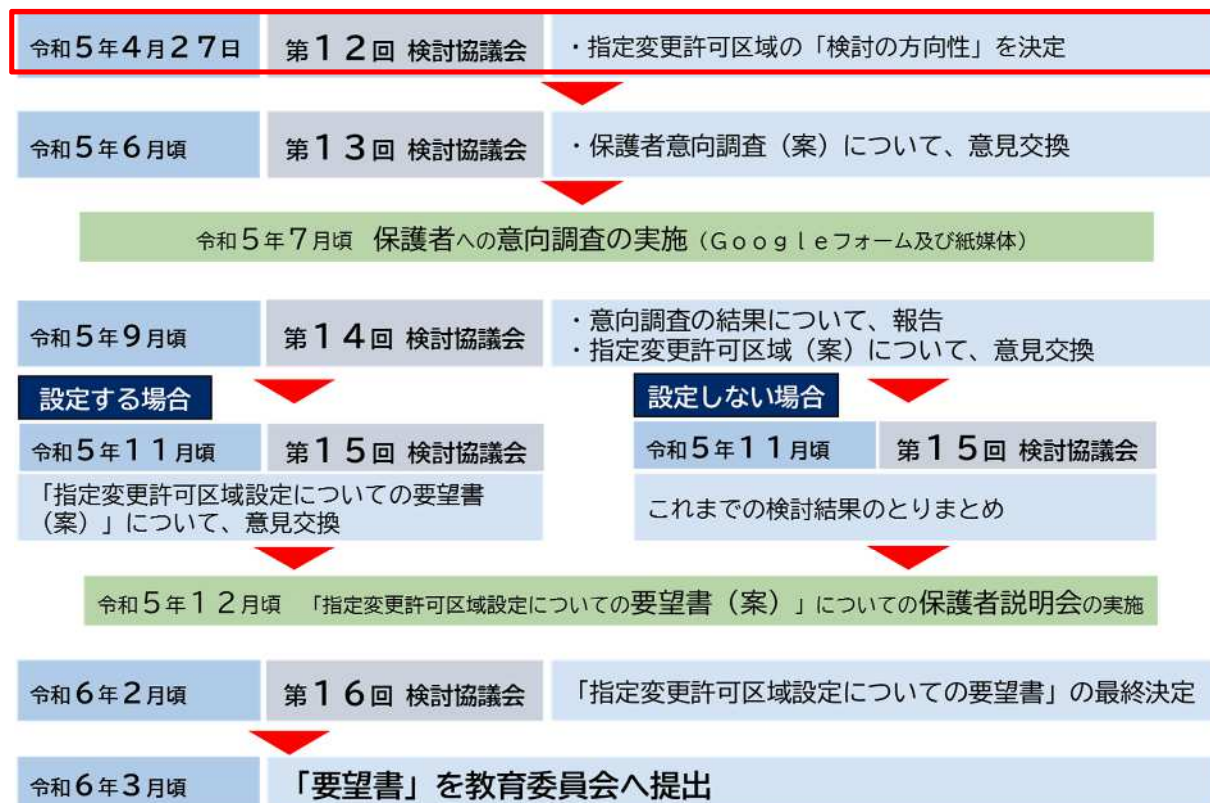 令和5年4月27日 第12回 検討協議会 ・指定変更許可区域の「検討の方向性」を決定
令和5年6月頃 第13回 検討協議会 ・保護者意向調査（案）について、意見交換
令和5年7月頃 保護者への意向調査の実施（Googleフォーム及び紙媒体）
令和5年9月頃 第14回 検討協議会 ・意向調査の結果について、報告
・指定変更許可区域（案）について、意見交換
設定する場合
令和5年11月頃 第15回 検討協議会
「指定変更許可区域設定についての要望書
（案）」について、意見交換
設定しない場合
令和5年11月頃 第15回 検討協議会
これまでの検討結果のとりまとめ
令和5年12月頃 「指定変更許可区域設定についての要望書（案）」についての保護者説明会の実施
令和6年2月頃 第16回 検討協議会 「指定変更許可区域設定についての要望書」の最終決定
令和6年3月頃 「要望書」を教育委員会へ提出